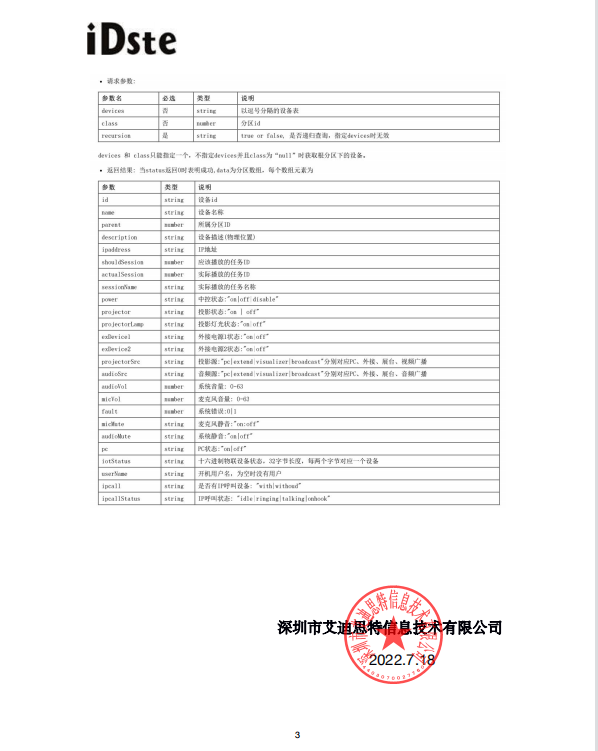 iDste
• 请求参数:
参数名 必选 类型 说明
devices 否 string 以逗号分隔的设备表
class 否 number 分区id
recursion 是 string true or false, 是否递归查询, 指定devices时无效
devices 和 class只能指定一个, 不指定devices并且class为“null”时获取根分区下的设备。
• 返回结果: 当status返回0时表明成功,data为分区数组, 每个数组元素为
参数 类型 说明
id string 设备id
name string 设备名称
parent number 所属分区ID
description string 设备描述(物理位置)
ipaddress string IP地址
shouldSession number 应该播放的任务ID
actualSession number 实际播放的任务ID
sessionName string 实际播放的任务名称
power string 中控状态:"on|off|disable"
projector string 投影状态:"on | off"
projectorLamp string 投影灯光状态:"on|off"
exDevice1 string 外接电源1状态:"on|off"
exDevice2 string 外接电源2状态:"on|off"
projectorSrc string 投影源:"pc|extend|visualizer|broadcast"分别对应PC、外接、展台、视频广播
audioSrc string 音频源:"pc|extend|visualizer|broadcast"分别对应PC、外接、展台、音频广播
audioVol number 系统音量: 0-63
micVol number 麦克风音量: 0-63
fault number 系统错误:0|1
micMute string 麦克风静音:"on|off"
audioMute string 系统静音:"on|off"
pc string PC状态:"on|off"
iotStatus string 十六进制物联设备状态, 32字节长度, 每两个字节对应一个设备
userName string 开机用户名, 为空时没有用户
ipcall string 是否有IP呼叫设备: "with|without"
ipcallStatus string IP呼叫状态: "idle|ringing|talking|onhook"
深圳市艾迪思特信息技术有限公司
深圳市艾迪思特信息技术有限公司
2022.7.18
3